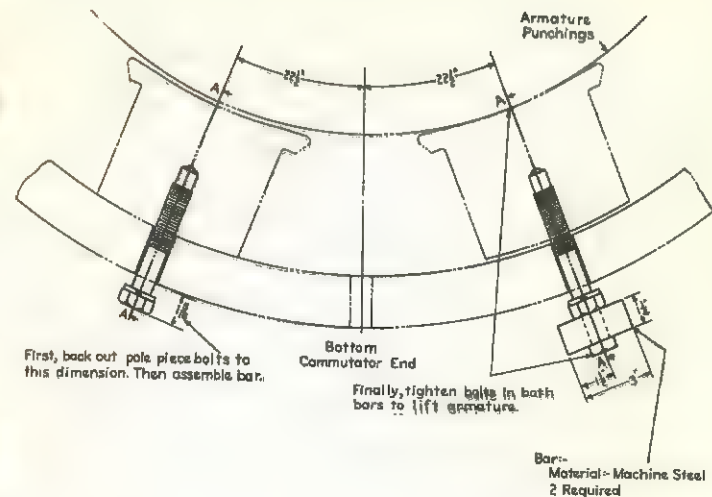 Armature
Punchings
22½°
22½°
A
A
A
First, back out pole piece bolts to
this dimension. Then assemble bar.
Bottom
Commutator End
Finally, tighten bolts in both
bars to lift armature.
A
3"
Bar:-
Material:- Machine Steel
2 Required